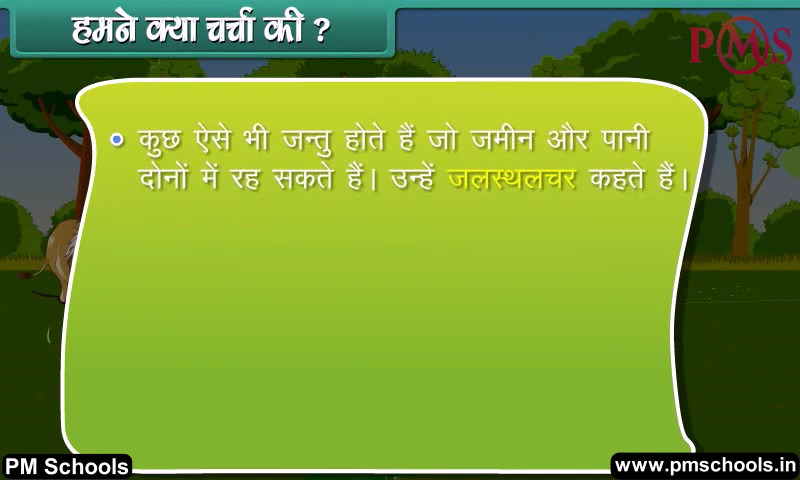 हमने क्या चर्चा की ?
PMS
कुछ ऐसे भी जन्तु होते हैं जो जमीन और पानी
दोनों में रह सकते हैं। उन्हें जलस्थलचर कहते हैं।
PM Schools
www.pmschools.in